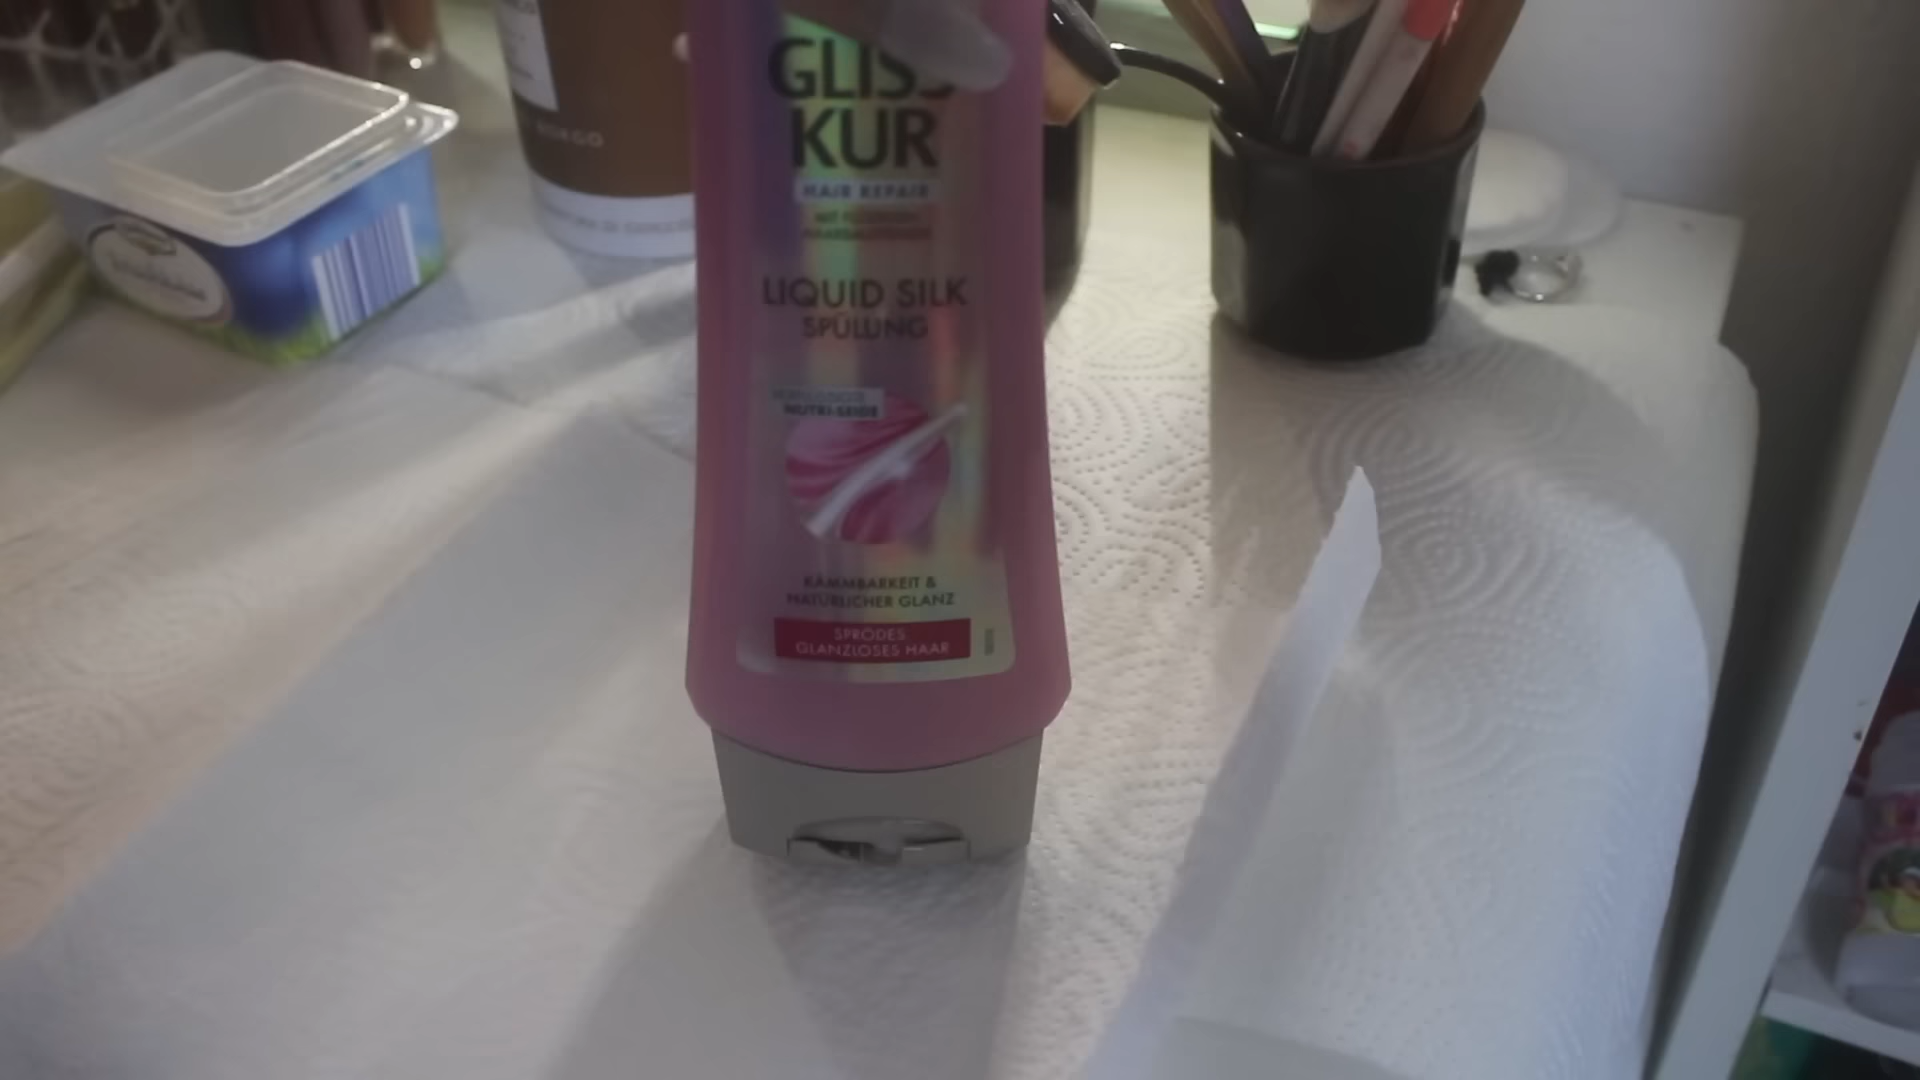 GLISS
KUR
HAIR REPAIR
LIQUID SILK
SPÜLUNG
NUTRI-SEIDE
KÄMMBARKEIT &
NATÜRLICHER GLANZ
SPRÖDES
GLANZLOSES HAAR